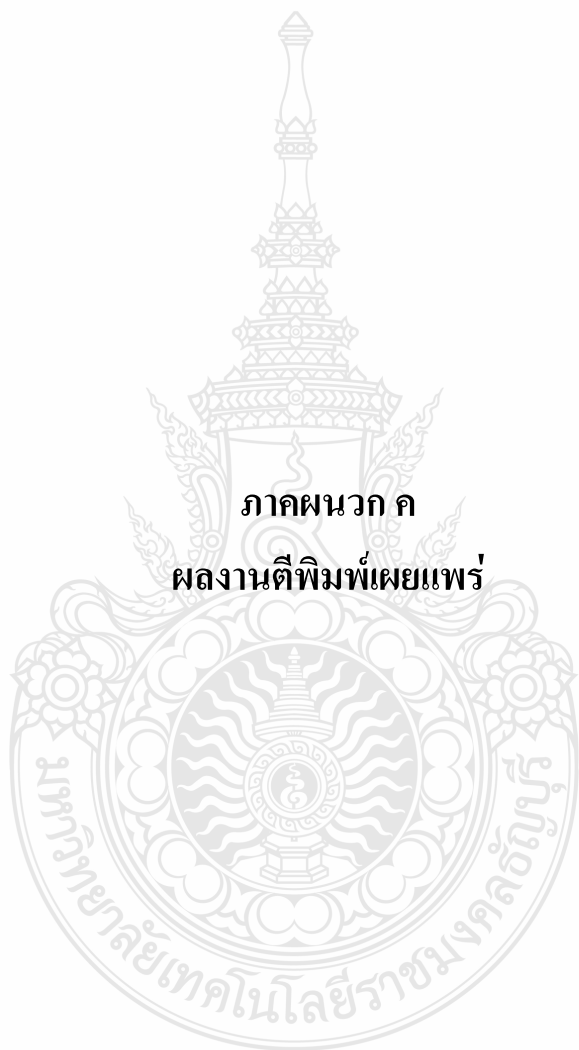 ภาคผนวก ค
ผลงานตีพิมพ์เผยแพร่
มหาวิทยาลัยเทคโนโลยีราชมงคลธัญบุรี